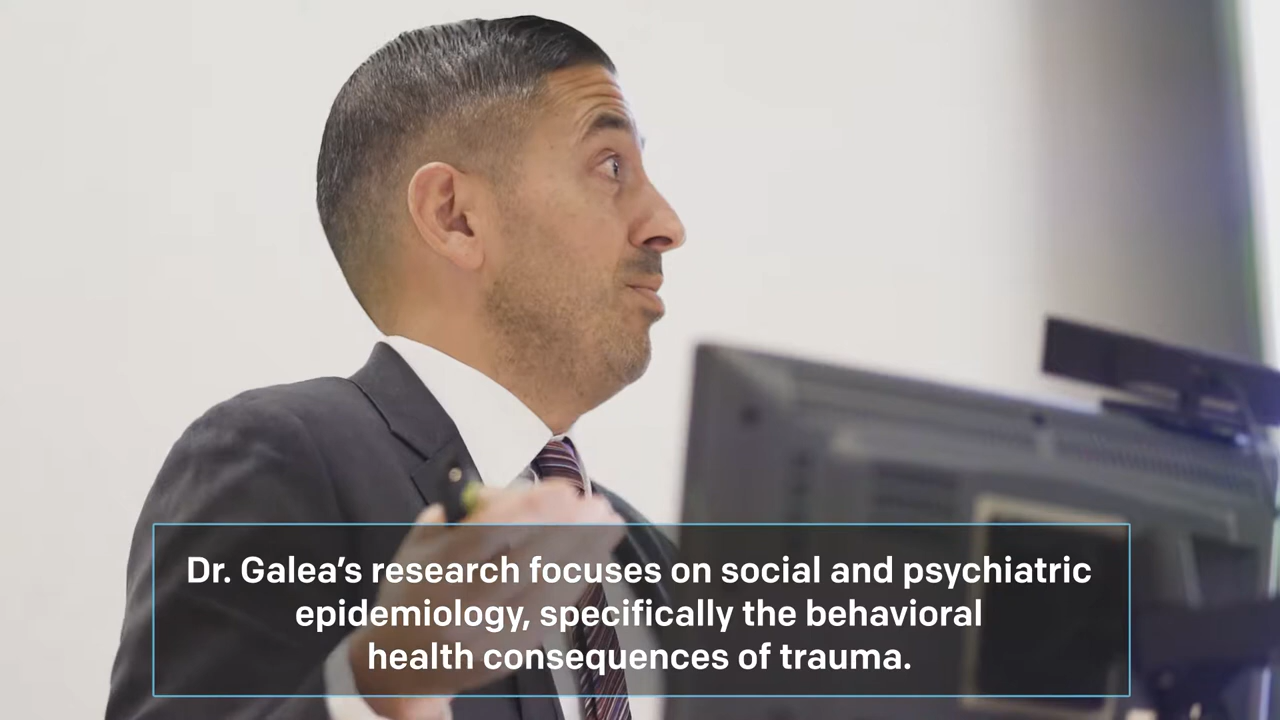 Dr. Galea’s research focuses on social and psychiatric
epidemiology, specifically the behavioral
health consequences of trauma.